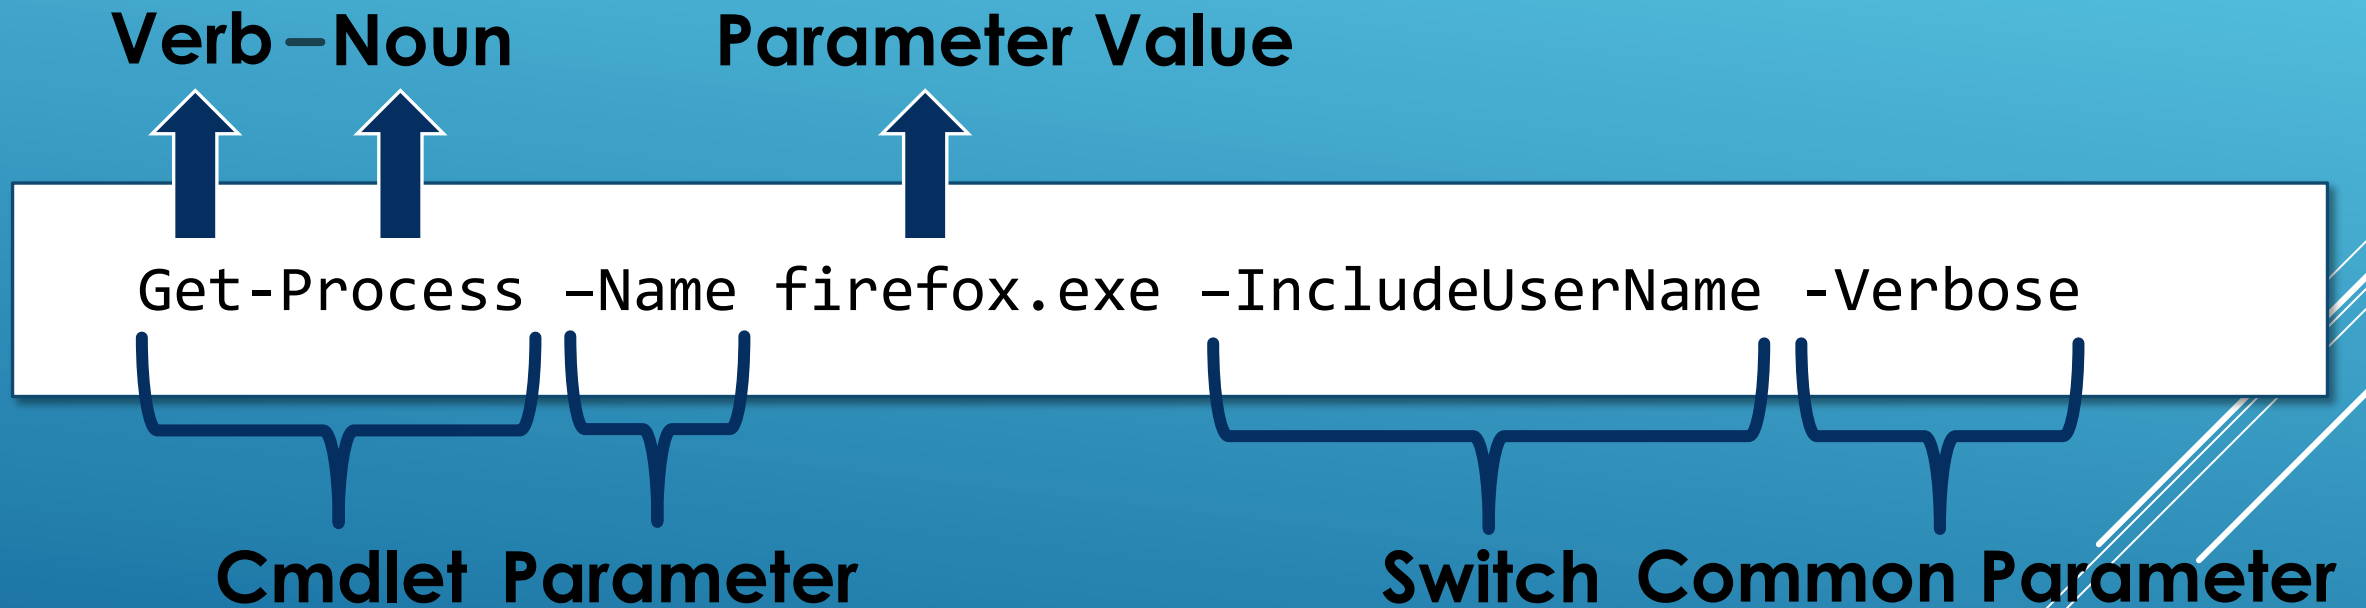 Verb – Noun Parameter Value
Get-Process –Name firefox.exe –IncludeUserName -Verbose
Cmdlet Parameter Switch Common Parameter